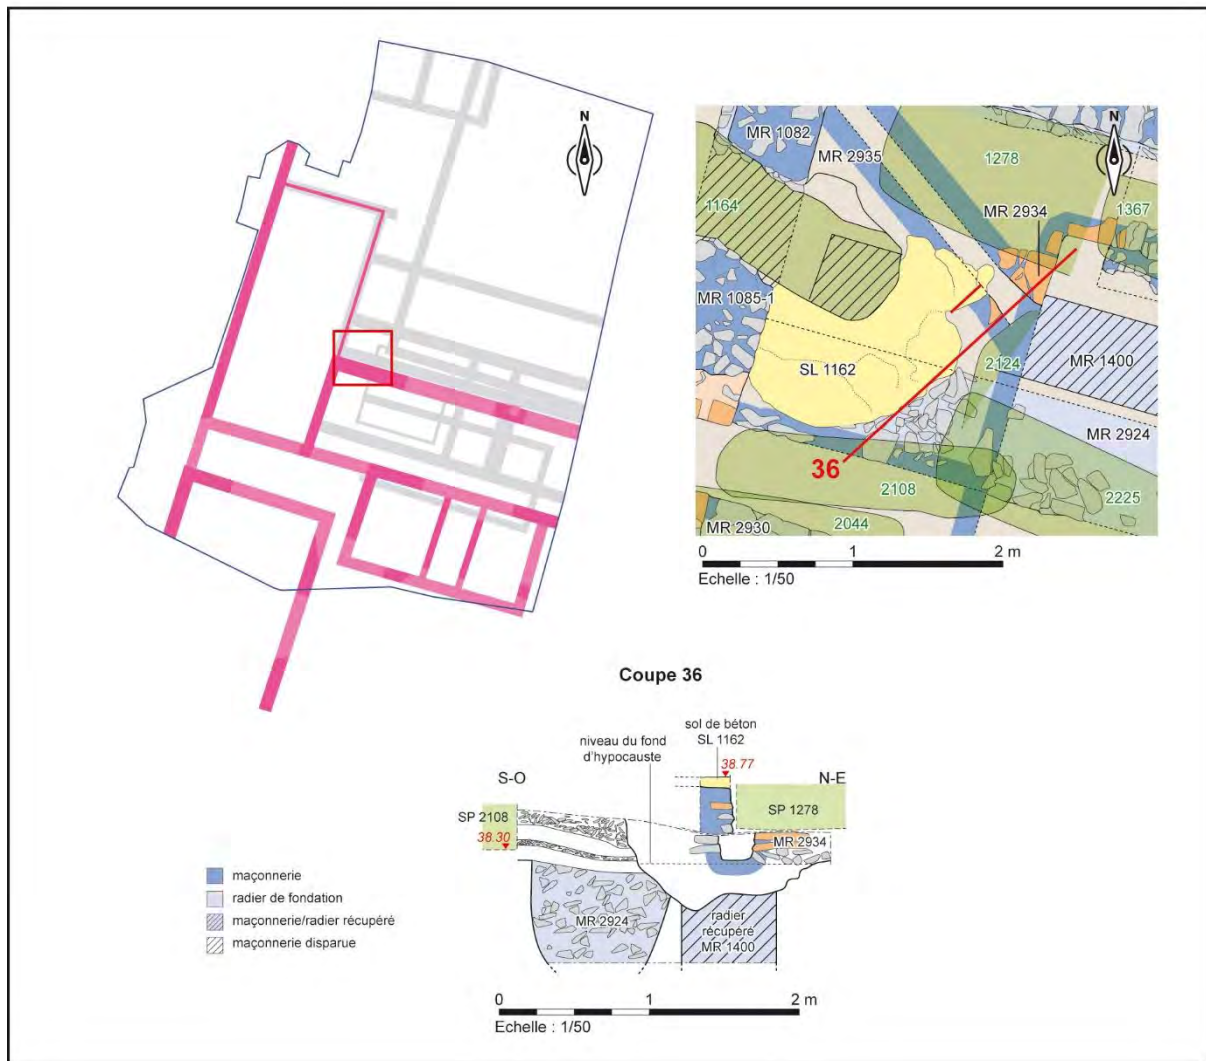 N
N
MR 1082
MR 2935
1278
MR 2934
1367
1164
MR 1085-1
SL 1162
2124
MR 1400
MR 2924
36
2108
2225
MR 2930
2044
0 1 2 m
Echelle : 1/50
Coupe 36
sol de béton
SL 1162
niveau du fond
d'hypocauste
38.77
S-O
N-E
SP 2108
SP 1278
38.30
MR 2934
MR 2924
radier
récupéré
MR 1400
maçonnerie
radier de fondation
maçonnerie/radier récupéré
maçonnerie disparue
0 1 2 m
Echelle : 1/50